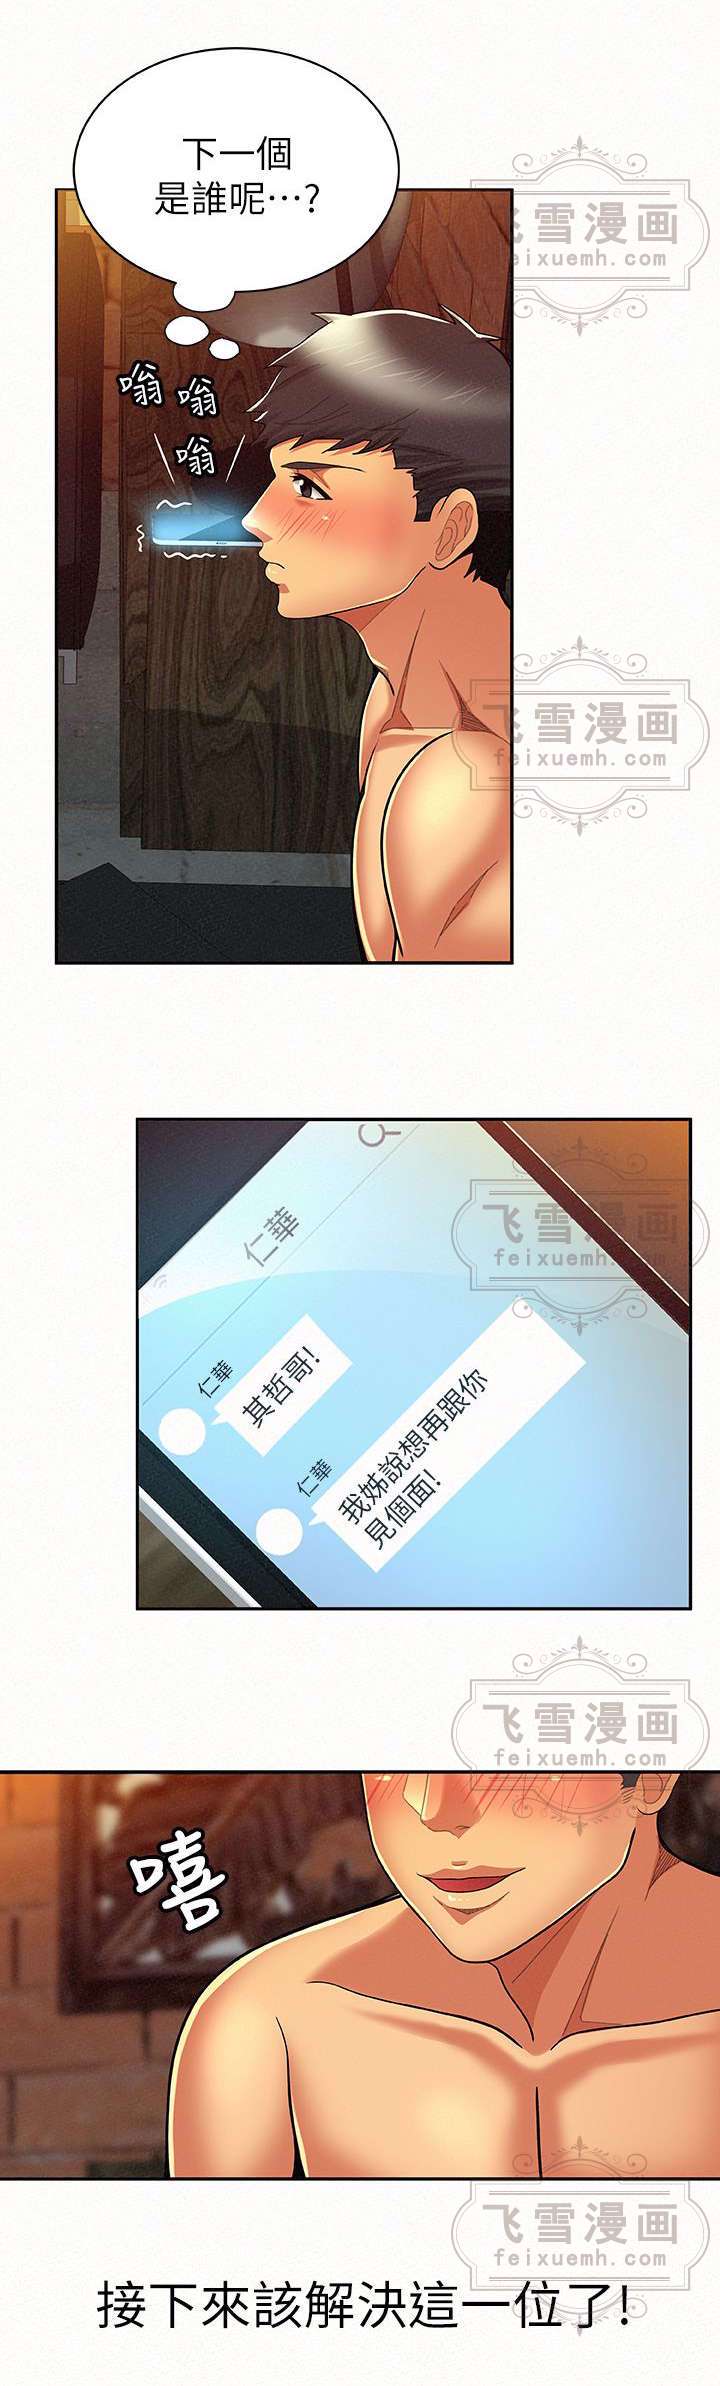 下一個
是誰呢…?
飞雪漫画
feixuemh.com
嗡
嗡
嗡
飞雪漫画
feixuemh.com
仁華
飞雪漫画
feixuemh.com
仁華
其哲哥!
仁華
我姊說想再跟你
見個面!
飞雪漫画
feixuemh.com
嘻
飞雪漫画
feixuemh.com
接下來該解決這一位了!